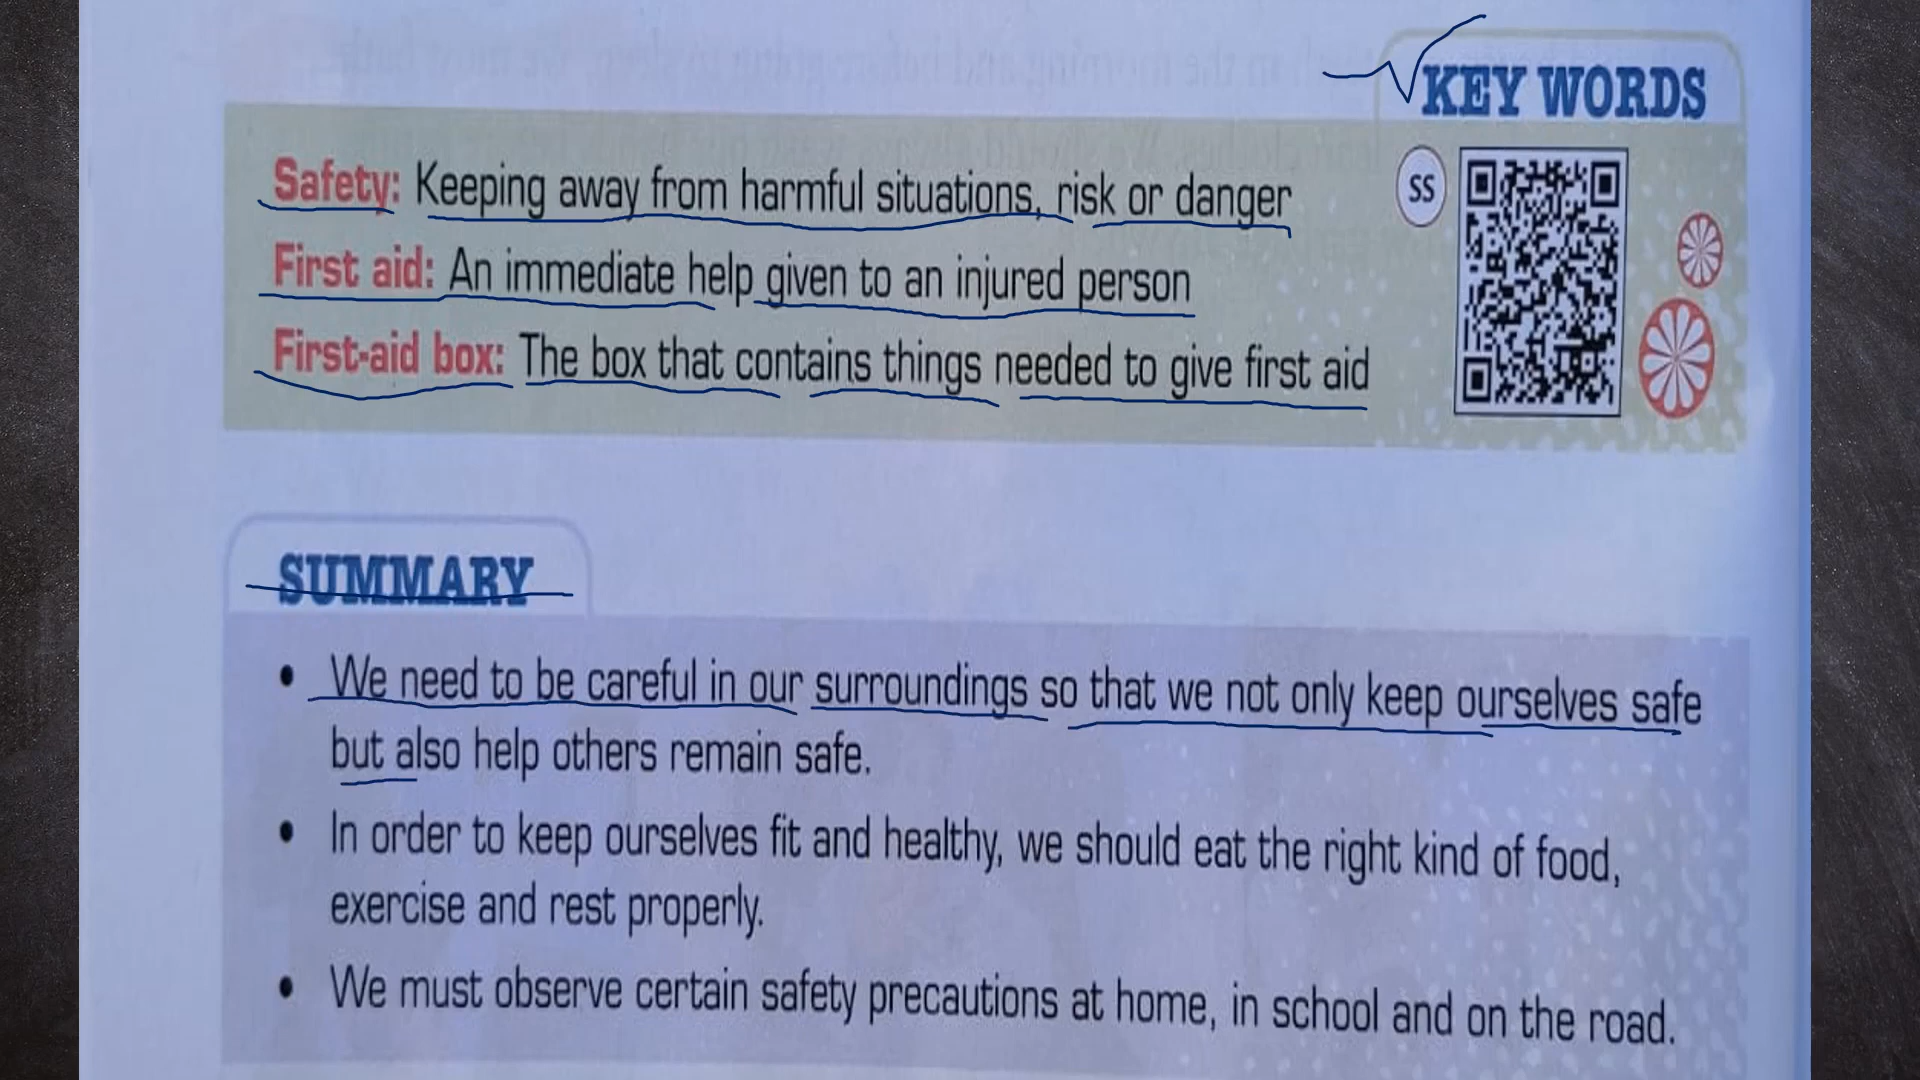 KEY WORDS
Safety: Keeping away from harmful situations, risk or danger
SS
First aid: An immediate help given to an injured person
First-aid box: The box that contains things needed to give first aid
SUMMARY
• We need to be careful in our surroundings so that we not only keep ourselves safe
but also help others remain safe.
• In order to keep ourselves fit and healthy, we should eat the right kind of food,
exercise and rest properly.
• We must observe certain safety precautions at home, in school and on the road.